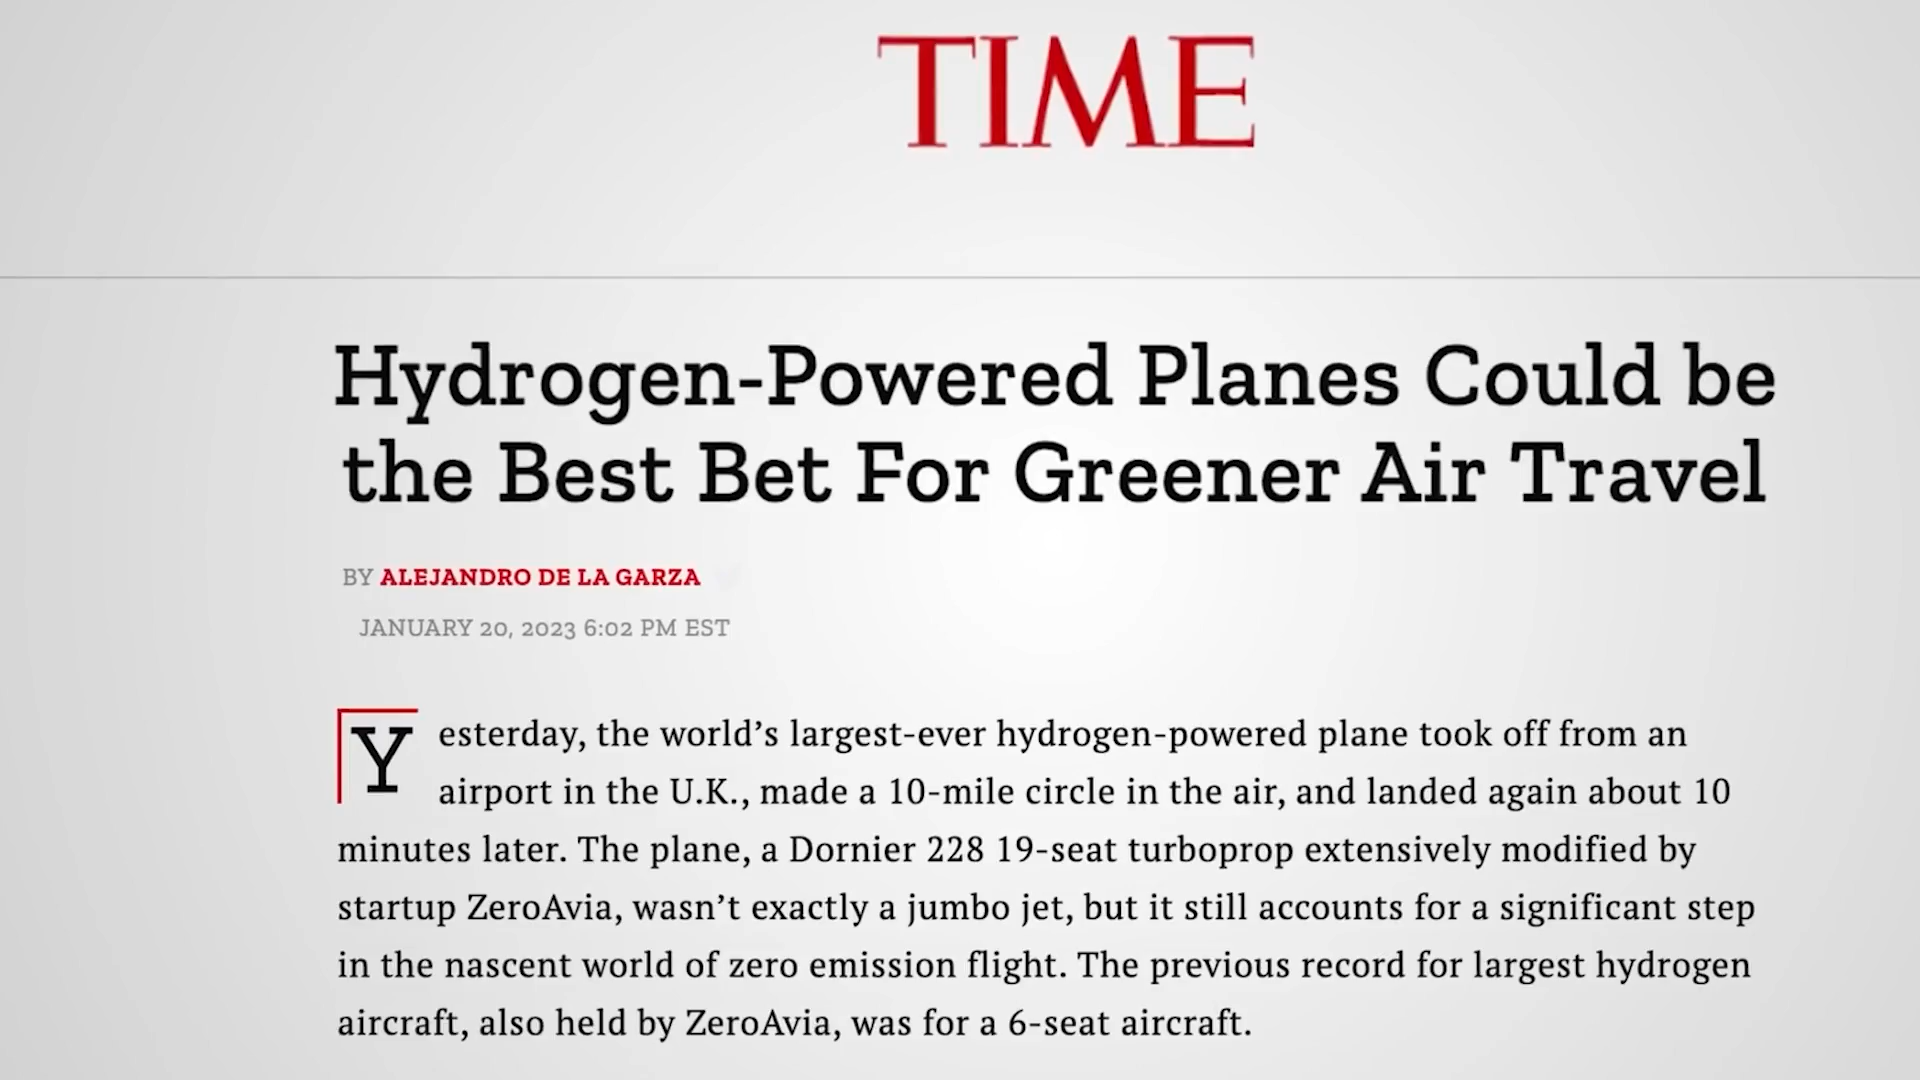 TIME
Hydrogen-Powered Planes Could be
the Best Bet For Greener Air Travel
BY ALEJANDRO DE LA GARZA
JANUARY 20, 2023 6:02 PM EST
Yesterday, the world’s largest-ever hydrogen-powered plane took off from an
airport in the U.K., made a 10-mile circle in the air, and landed again about 10
minutes later. The plane, a Dornier 228 19-seat turboprop extensively modified by
startup ZeroAvia, wasn’t exactly a jumbo jet, but it still accounts for a significant step
in the nascent world of zero emission flight. The previous record for largest hydrogen
aircraft, also held by ZeroAvia, was for a 6-seat aircraft.